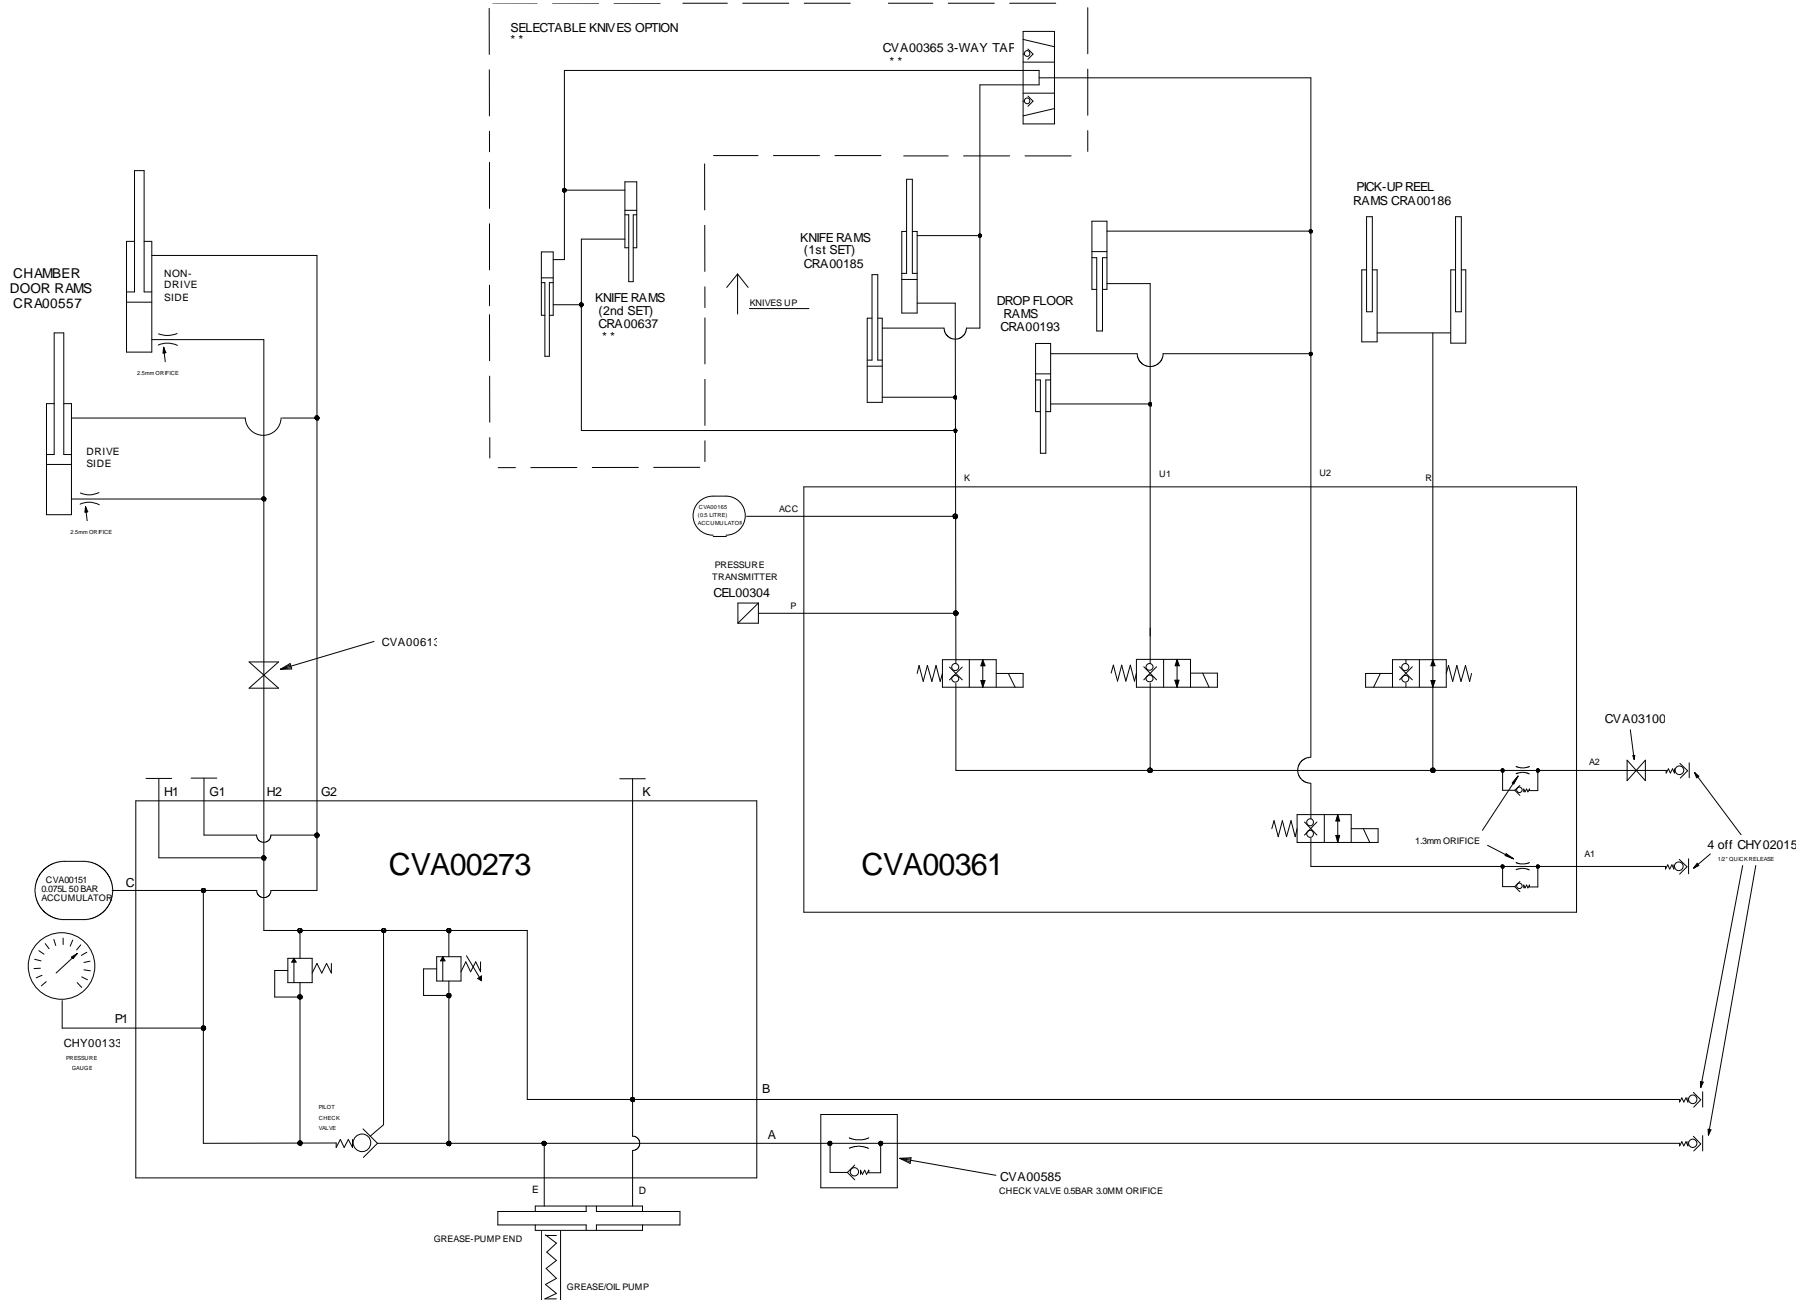 SELECTABLE KNIVES OPTION
* *
CVA00365 3-WAY TAP
* *
CHAMBER
DOOR RAMS
CRA00557
NON-
DRIVE
SIDE
2.5mm ORIFICE
DRIVE
SIDE
2.5mm ORIFICE
KNIFE RAMS
(2nd SET)
CRA00637
* *
KNIVES UP
KNIFE RAMS
(1st SET)
CRA00185
DROP FLOOR
RAMS
CRA00193
PICK-UP REEL
RAMS CRA00186
K
U1
U2
R
CVA00165
(0.5 LITRE)
ACCUMULATOR
ACC
PRESSURE
TRANSMITTER
CEL00304
P
CVA00613
CVA03100
A2
1.3mm ORIFICE
A1
4 off CHY02015
1/2" QUICK RELEASE
H1
G1
H2
G2
K
CVA00273
CVA00361
CVA00151
0.075L 50 BAR
ACCUMULATOR
C
P1
CHY00133
PRESSURE
GAUGE
PILOT
CHECK
VALVE
B
A
CVA00585
CHECK VALVE 0.5BAR 3.0MM ORIFICE
E
D
GREASE-PUMP END
GREASE/OIL PUMP